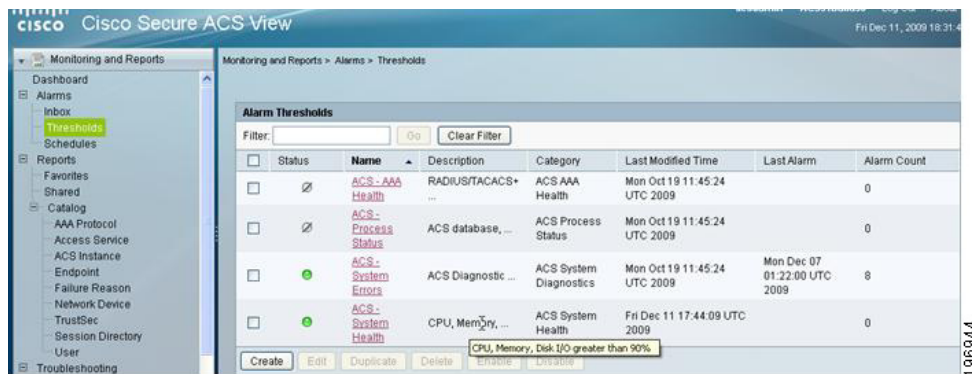 CISCO Cisco Secure ACS View
Fri Dec 11, 2009 18:31:4
Monitoring and Reports
Dashboard
Alarms
Inbox
Thresholds
Schedules
Reports
Favorites
Shared
Catalog
AAA Protocol
Access Service
ACS Instance
Endpoint
Failure Reason
Network Device
TrustSec
Session Directory
User
Troubleshooting
Monitoring and Reports > Alarms > Thresholds
Alarm Thresholds
Filter: Go Clear Filter
Status Name Description Category Last Modified Time Last Alarm Alarm Count
ACS - AAA Health RADIUS/TACACS+ ... ACS AAA Health Mon Oct 19 11:45:24 UTC 2009 0
ACS - Process Status ACS database, ... ACS Process Status Mon Oct 19 11:45:24 UTC 2009 0
ACS - System Errors ACS Diagnostic ... ACS System Diagnostics Mon Oct 19 11:45:24 UTC 2009 Mon Dec 07 01:22:00 UTC 2009 8
ACS - System Health CPU, Memory, ... ACS System Health Fri Dec 11 17:44:09 UTC 2009 0
CPU, Memory, Disk I/O greater than 90%
Create Edit Duplicate Delete Enable Disable
196944